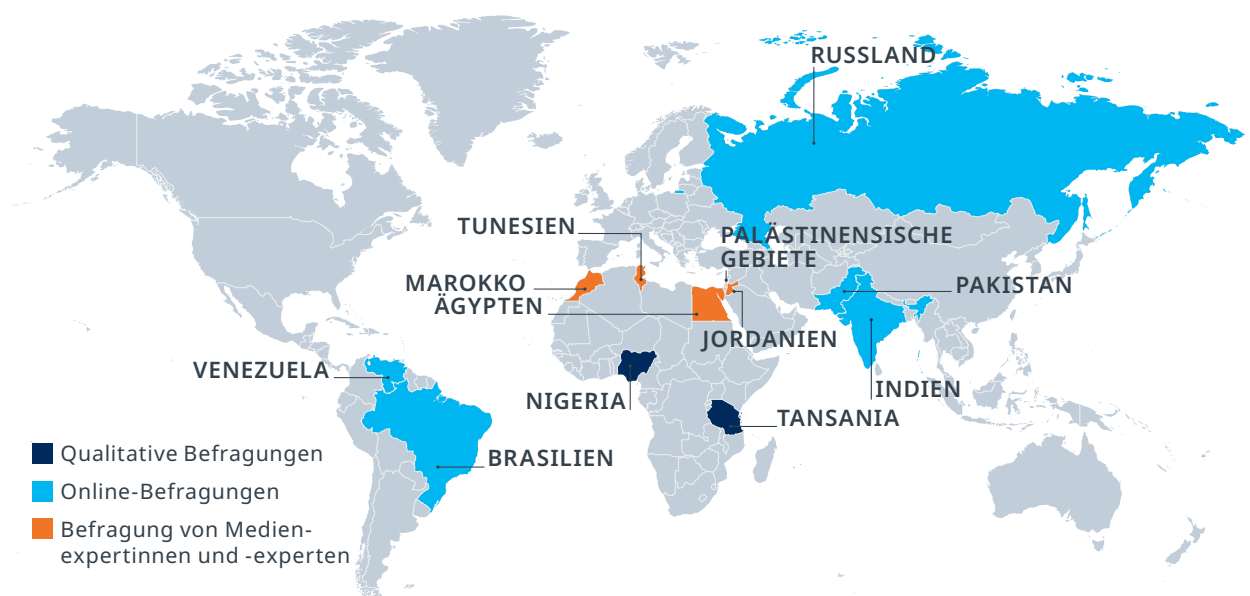 RUSSLAND
TUNESIEN
PALÄSTINENSISCHE
GEBIETE
MAROKKO
PAKISTAN
ÄGYPTEN
JORDANIEN
VENEZUELA
INDIEN
NIGERIA
TANSANIA
BRASILIEN
Qualitative Befragungen
Online-Befragungen
Befragung von Medien-
expertinnen und -experten